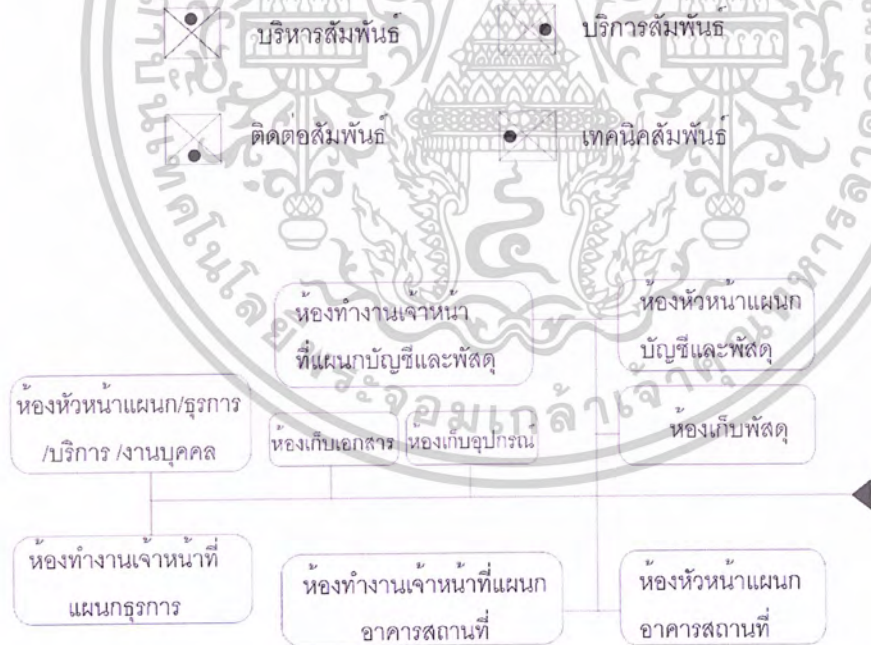 บริหารสัมพันธ์
บริการสัมพันธ์
ติดต่อสัมพันธ์
เทคนิคสัมพันธ์
ห้องทำงานเจ้าหน้า
ที่แผนกบัญชีและพัสดุ
ห้องหัวหน้าแผนก
บัญชีและพัสดุ
ห้องหัวหน้าแผนก/ธุรการ
/บริการ /งานบุคคล
ห้องเก็บเอกสาร
ห้องเก็บอุปกรณ์
ห้องเก็บพัสดุ
ห้องทำงานเจ้าหน้าที่
แผนกธุรการ
ห้องทำงานเจ้าหน้าที่แผนก
อาคารสถานที่
ห้องหัวหน้าแผนก
อาคารสถานที่